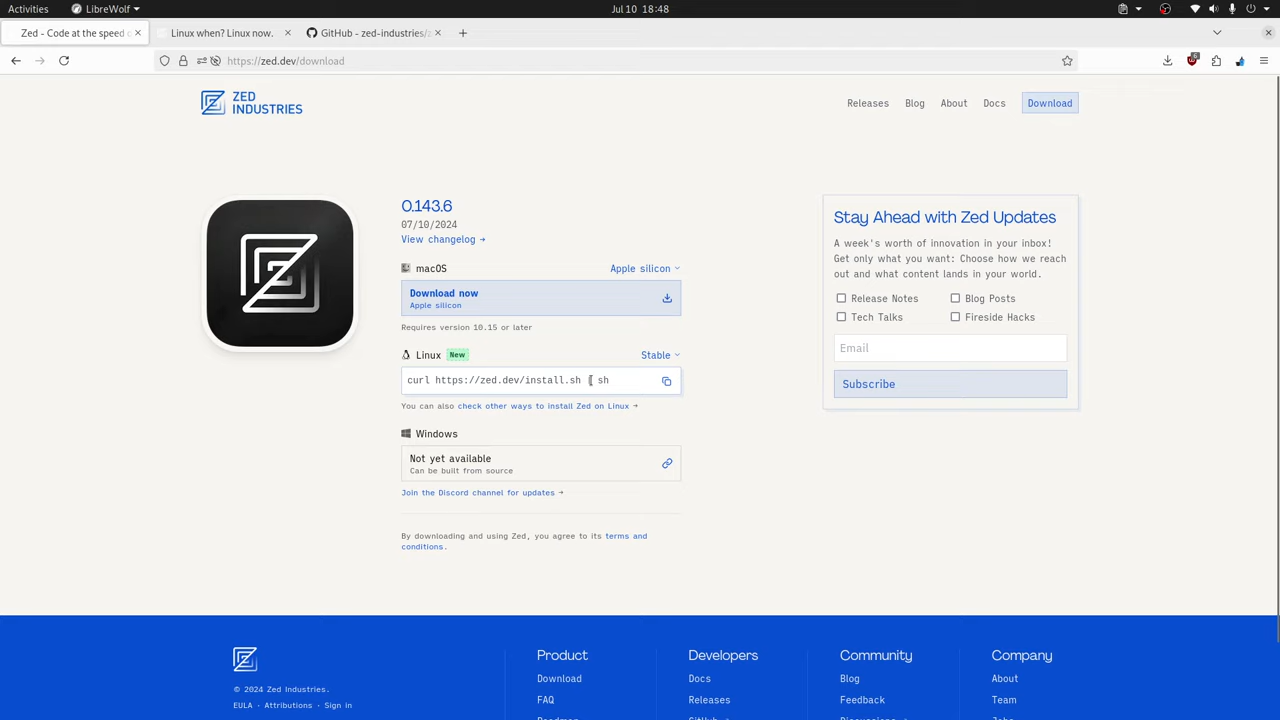 Activities LibreWolf Jul 10 18:48
Zed - Code at the speed o Linux when? Linux now. GitHub - zed-industries/z
https://zed.dev/download 6
ZED
INDUSTRIES
Releases Blog About Docs Download
0.143.6
07/10/2024
View changelog →
macOS Apple silicon
Download now
Apple silicon
Requires version 10.15 or later
Linux New Stable
curl https://zed.dev/install.sh | sh
You can also check other ways to install Zed on Linux →
Windows
Not yet available
Can be built from source
Join the Discord channel for updates →
By downloading and using Zed, you agree to its terms and
conditions.
Stay Ahead with Zed Updates
A week's worth of innovation in your inbox!
Get only what you want: Choose how we reach
out and what content lands in your world.
Release Notes Blog Posts
Tech Talks Fireside Hacks
Email
Subscribe
© 2024 Zed Industries.
EULA · Attributions · Sign in
Product
Download
FAQ
Developers
Docs
Releases
Community
Blog
Feedback
Company
About
Team